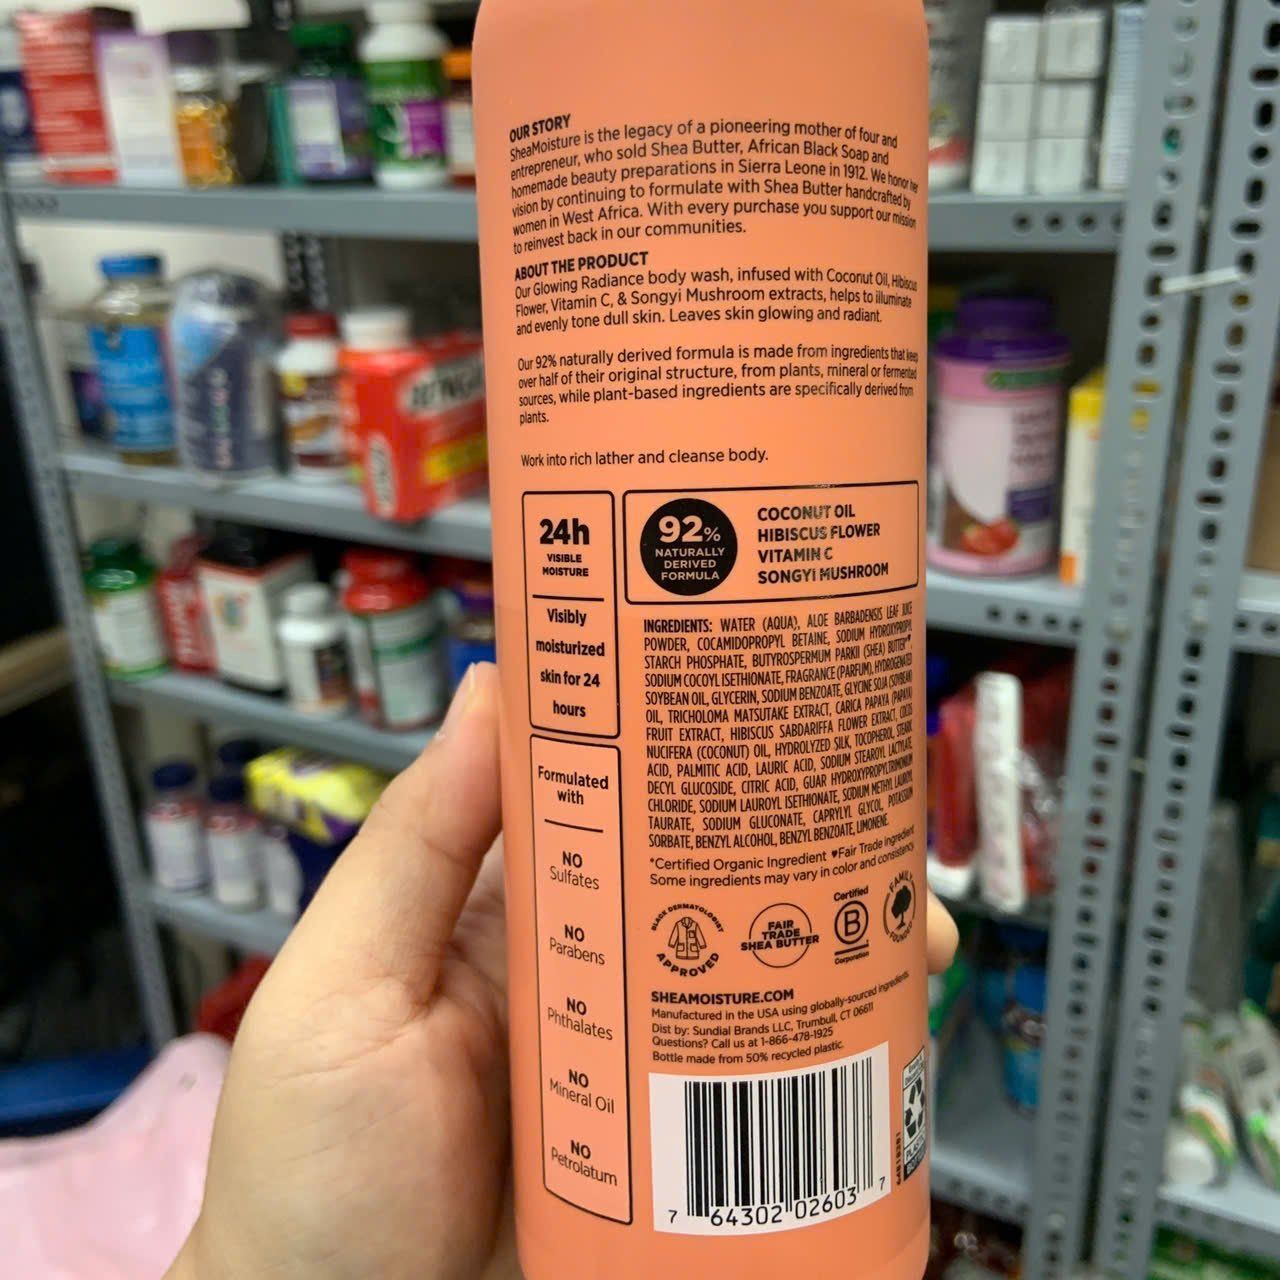 OUR STORY
SheaMoisture is the legacy of a pioneering mother of four and
entrepreneur, who sold Shea Butter, African Black Soap and
homemade beauty preparations in Sierra Leone in 1912. We honor her
vision by continuing to formulate with Shea Butter handcrafted by
women in West Africa. With every purchase you support our mission
to reinvest back in our communities.
ABOUT THE PRODUCT
Our Glowing Radiance body wash, infused with Coconut Oil, Hibiscus
Flower, Vitamin C, & Songyi Mushroom extracts, helps to illuminate
and evenly tone dull skin. Leaves skin glowing and radiant.
Our 92% naturally derived formula is made from ingredients that keep
over half of their original structure, from plants, mineral or fermented
sources, while plant-based ingredients are specifically derived from
plants.
Work into rich lather and cleanse body.
24h
VISIBLE
MOISTURE
Visibly
moisturized
skin for 24
hours
Formulated
with
NO
Sulfates
NO
Parabens
NO
Phthalates
NO
Mineral Oil
NO
Petrolatum
92%
NATURALLY
DERIVED
FORMULA
COCONUT OIL
HIBISCUS FLOWER
VITAMIN C
SONGYI MUSHROOM
INGREDIENTS: WATER (AQUA), ALOE BARBADENSIS LEAF JUICE
POWDER, COCAMIDOPROPYL BETAINE, SODIUM HYDROXYPROPYL
STARCH PHOSPHATE, BUTYROSPERMUM PARKII (SHEA) BUTTER*♥,
SODIUM COCOYL ISETHIONATE, FRAGRANCE (PARFUM), HYDROGENATED
SOYBEAN OIL, GLYCERIN, SODIUM BENZOATE, GLYCINE SOJA (SOYBEAN)
OIL, TRICHOLOMA MATSUTAKE EXTRACT, CARICA PAPAYA (PAPAYA)
FRUIT EXTRACT, HIBISCUS SABDARIFFA FLOWER EXTRACT, COCOS
NUCIFERA (COCONUT) OIL, HYDROLYZED SILK, TOCOPHEROL, STEARIC
ACID, PALMITIC ACID, LAURIC ACID, SODIUM STEAROYL LACTYLATE,
DECYL GLUCOSIDE, CITRIC ACID, GUAR HYDROXYPROPYLTRIMONIUM
CHLORIDE, SODIUM LAUROYL ISETHIONATE, SODIUM METHYL LAUROYL
TAURATE, SODIUM GLUCONATE, CAPRYLYL GLYCOL, POTASSIUM
SORBATE, BENZYL ALCOHOL, BENZYL BENZOATE, LIMONENE.
*Certified Organic Ingredient ♥Fair Trade Ingredient
Some ingredients may vary in color and consistency.
BLACK DERMATOLOGIST
APPROVED
FAIR
TRADE
SHEA BUTTER
Certified
B
Corporation
FAMILY
FOUNDED
SHEAMOISTURE.COM
Manufactured in the USA using globally-sourced ingredients.
Dist by: Sundial Brands LLC, Trumbull, CT 06611
Questions? Call us at 1-866-478-1925
Bottle made from 50% recycled plastic.
7 64302 02603 7